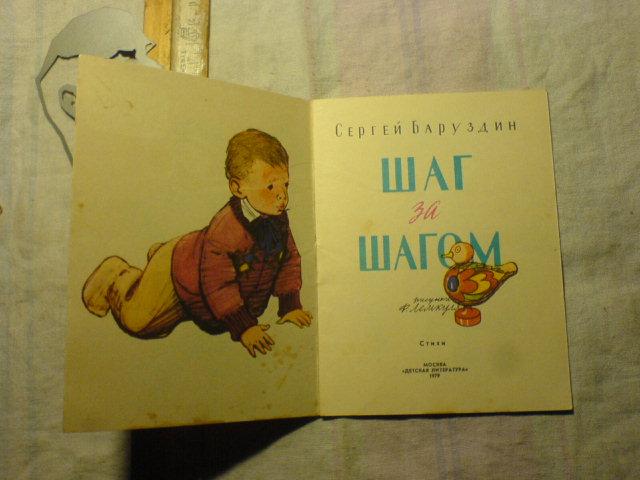 Сергей Баруздин
ШАГ
за
ШАГОМ
рисунки
Ф. Лемкуля
Стихи
МОСКВА
«ДЕТСКАЯ ЛИТЕРАТУРА»
1979